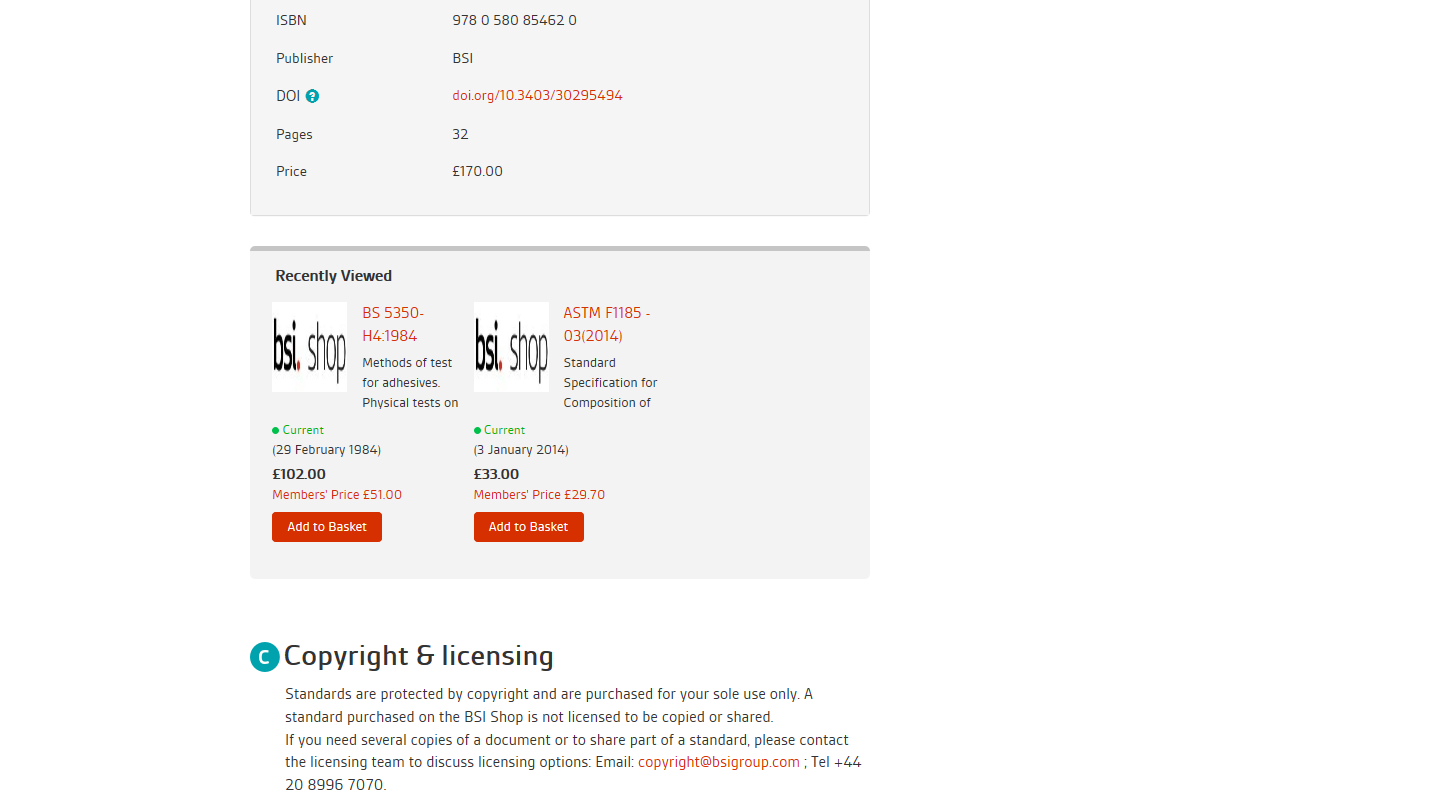 ISBN 978 0 580 85462 0
Publisher BSI
DOI ? doi.org/10.3403/30295494
Pages 32
Price £170.00
Recently Viewed
bsi. shop
BS 5350-
H4:1984
Methods of test
for adhesives.
Physical tests on
Current
(29 February 1984)
£102.00
Members' Price £51.00
Add to Basket
bsi. shop
ASTM F1185 -
03(2014)
Standard
Specification for
Composition of
Current
(3 January 2014)
£33.00
Members' Price £29.70
Add to Basket
C Copyright & licensing
Standards are protected by copyright and are purchased for your sole use only. A
standard purchased on the BSI Shop is not licensed to be copied or shared.
If you need several copies of a document or to share part of a standard, please contact
the licensing team to discuss licensing options: Email: copyright@bsigroup.com ; Tel +44
20 8996 7070.